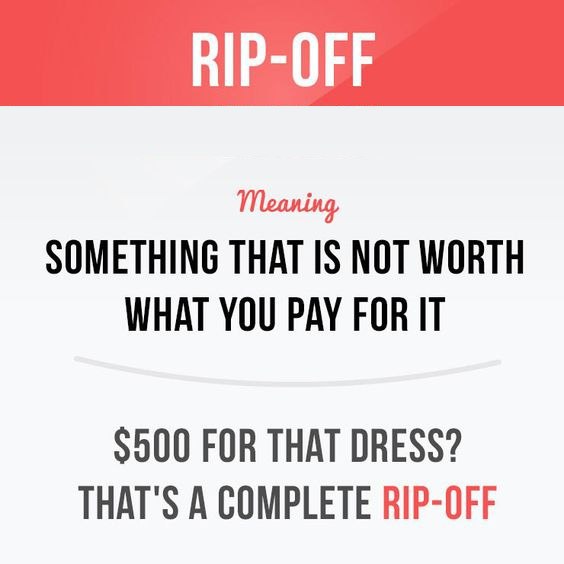 RIP-OFF
Meaning
SOMETHING THAT IS NOT WORTH
WHAT YOU PAY FOR IT
$500 FOR THAT DRESS?
THAT'S A COMPLETE RIP-OFF